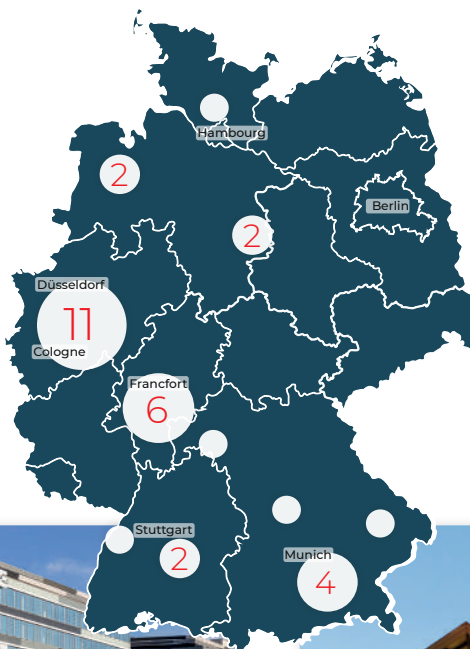 Hambourg
2
Berlin
2
Düsseldorf
11
Cologne
Francfort
6
Stuttgart
2
Munich
4